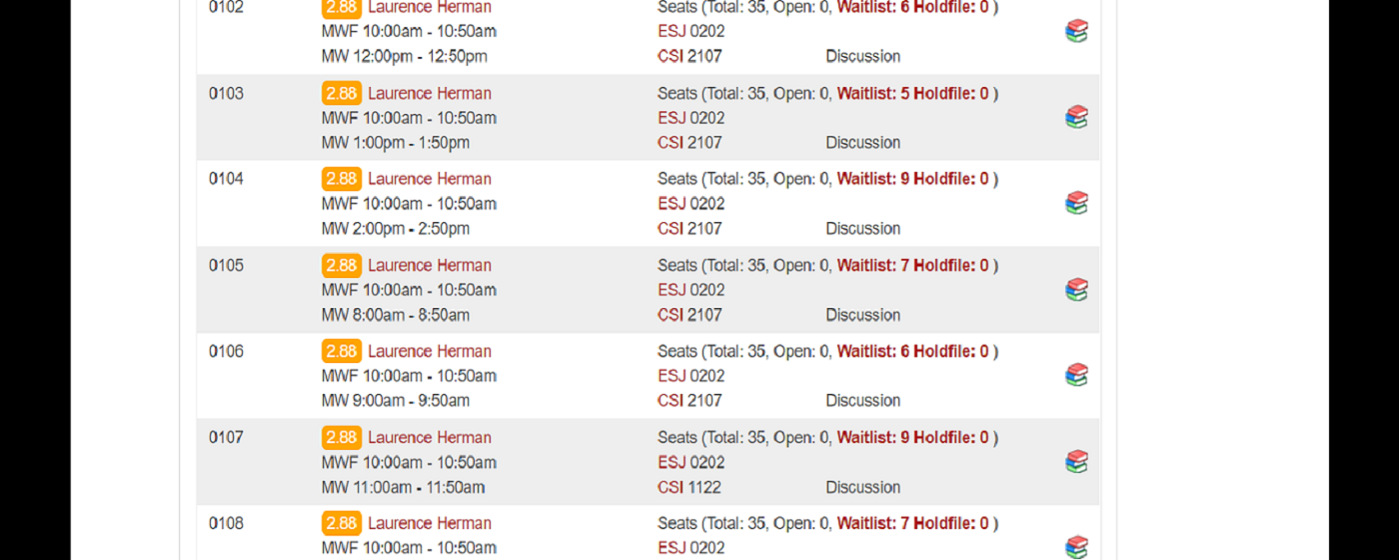 0102 2.88 Laurence Herman Seats (Total: 35, Open: 0, Waitlist: 6 Holdfile: 0 )
MWF 10:00am - 10:50am ESJ 0202
MW 12:00pm - 12:50pm CSI 2107 Discussion
0103 2.88 Laurence Herman Seats (Total: 35, Open: 0, Waitlist: 5 Holdfile: 0 )
MWF 10:00am - 10:50am ESJ 0202
MW 1:00pm - 1:50pm CSI 2107 Discussion
0104 2.88 Laurence Herman Seats (Total: 35, Open: 0, Waitlist: 9 Holdfile: 0 )
MWF 10:00am - 10:50am ESJ 0202
MW 2:00pm - 2:50pm CSI 2107 Discussion
0105 2.88 Laurence Herman Seats (Total: 35, Open: 0, Waitlist: 7 Holdfile: 0 )
MWF 10:00am - 10:50am ESJ 0202
MW 8:00am - 8:50am CSI 2107 Discussion
0106 2.88 Laurence Herman Seats (Total: 35, Open: 0, Waitlist: 6 Holdfile: 0 )
MWF 10:00am - 10:50am ESJ 0202
MW 9:00am - 9:50am CSI 2107 Discussion
0107 2.88 Laurence Herman Seats (Total: 35, Open: 0, Waitlist: 9 Holdfile: 0 )
MWF 10:00am - 10:50am ESJ 0202
MW 11:00am - 11:50am CSI 1122 Discussion
0108 2.88 Laurence Herman Seats (Total: 35, Open: 0, Waitlist: 7 Holdfile: 0 )
MWF 10:00am - 10:50am ESJ 0202